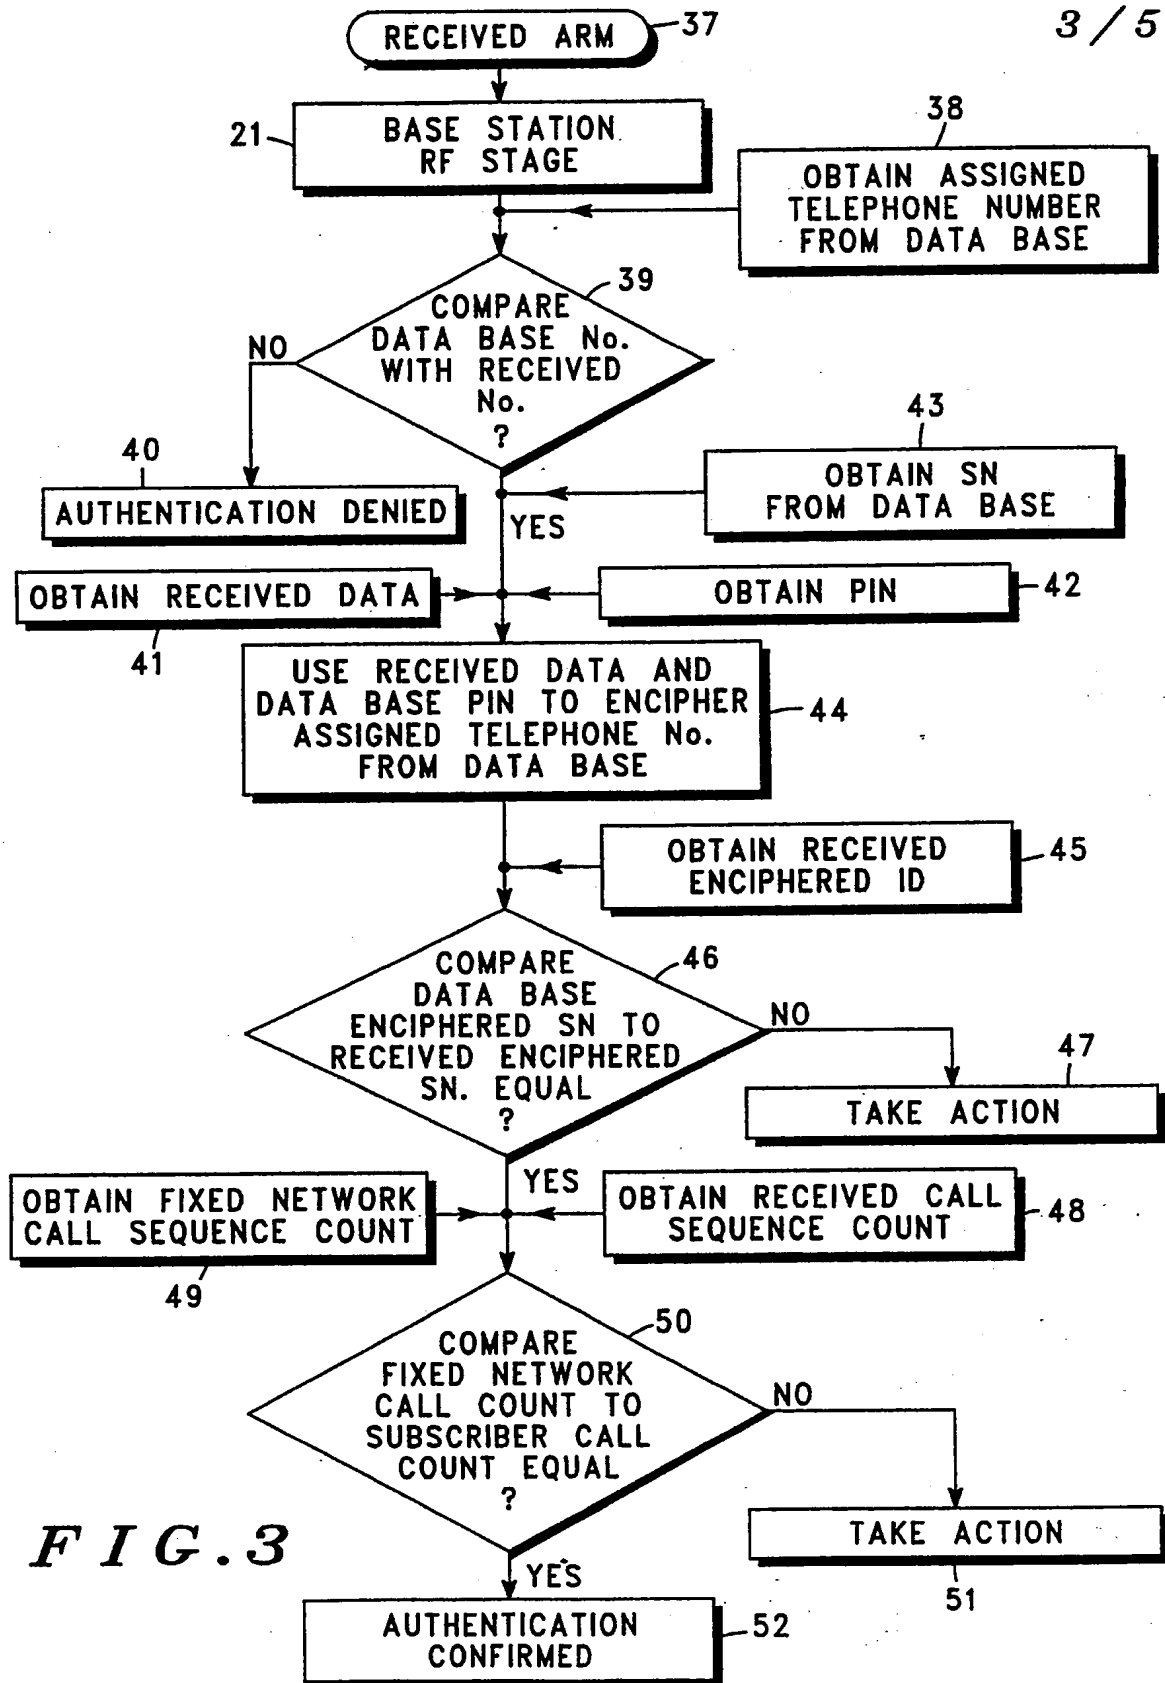 3/5
RECEIVED ARM
37
BASE STATION
RF STAGE
21
38
OBTAIN ASSIGNED
TELEPHONE NUMBER
FROM DATA BASE
39
COMPARE
DATA BASE No.
WITH RECEIVED
No.
?
NO
40
AUTHENTICATION DENIED
43
OBTAIN SN
FROM DATA BASE
YES
OBTAIN RECEIVED DATA
41
OBTAIN PIN
42
USE RECEIVED DATA AND
DATA BASE PIN TO ENCIPHER
ASSIGNED TELEPHONE No.
FROM DATA BASE
44
OBTAIN RECEIVED
ENCIPHERED ID
45
COMPARE
DATA BASE
ENCIPHERED SN TO
RECEIVED ENCIPHERED
SN. EQUAL
?
46
NO
47
TAKE ACTION
YES
OBTAIN FIXED NETWORK
CALL SEQUENCE COUNT
49
OBTAIN RECEIVED CALL
SEQUENCE COUNT
48
50
COMPARE
FIXED NETWORK
CALL COUNT TO
SUBSCRIBER CALL
COUNT EQUAL
?
NO
TAKE ACTION
51
YES
AUTHENTICATION
CONFIRMED
52
FIG.3